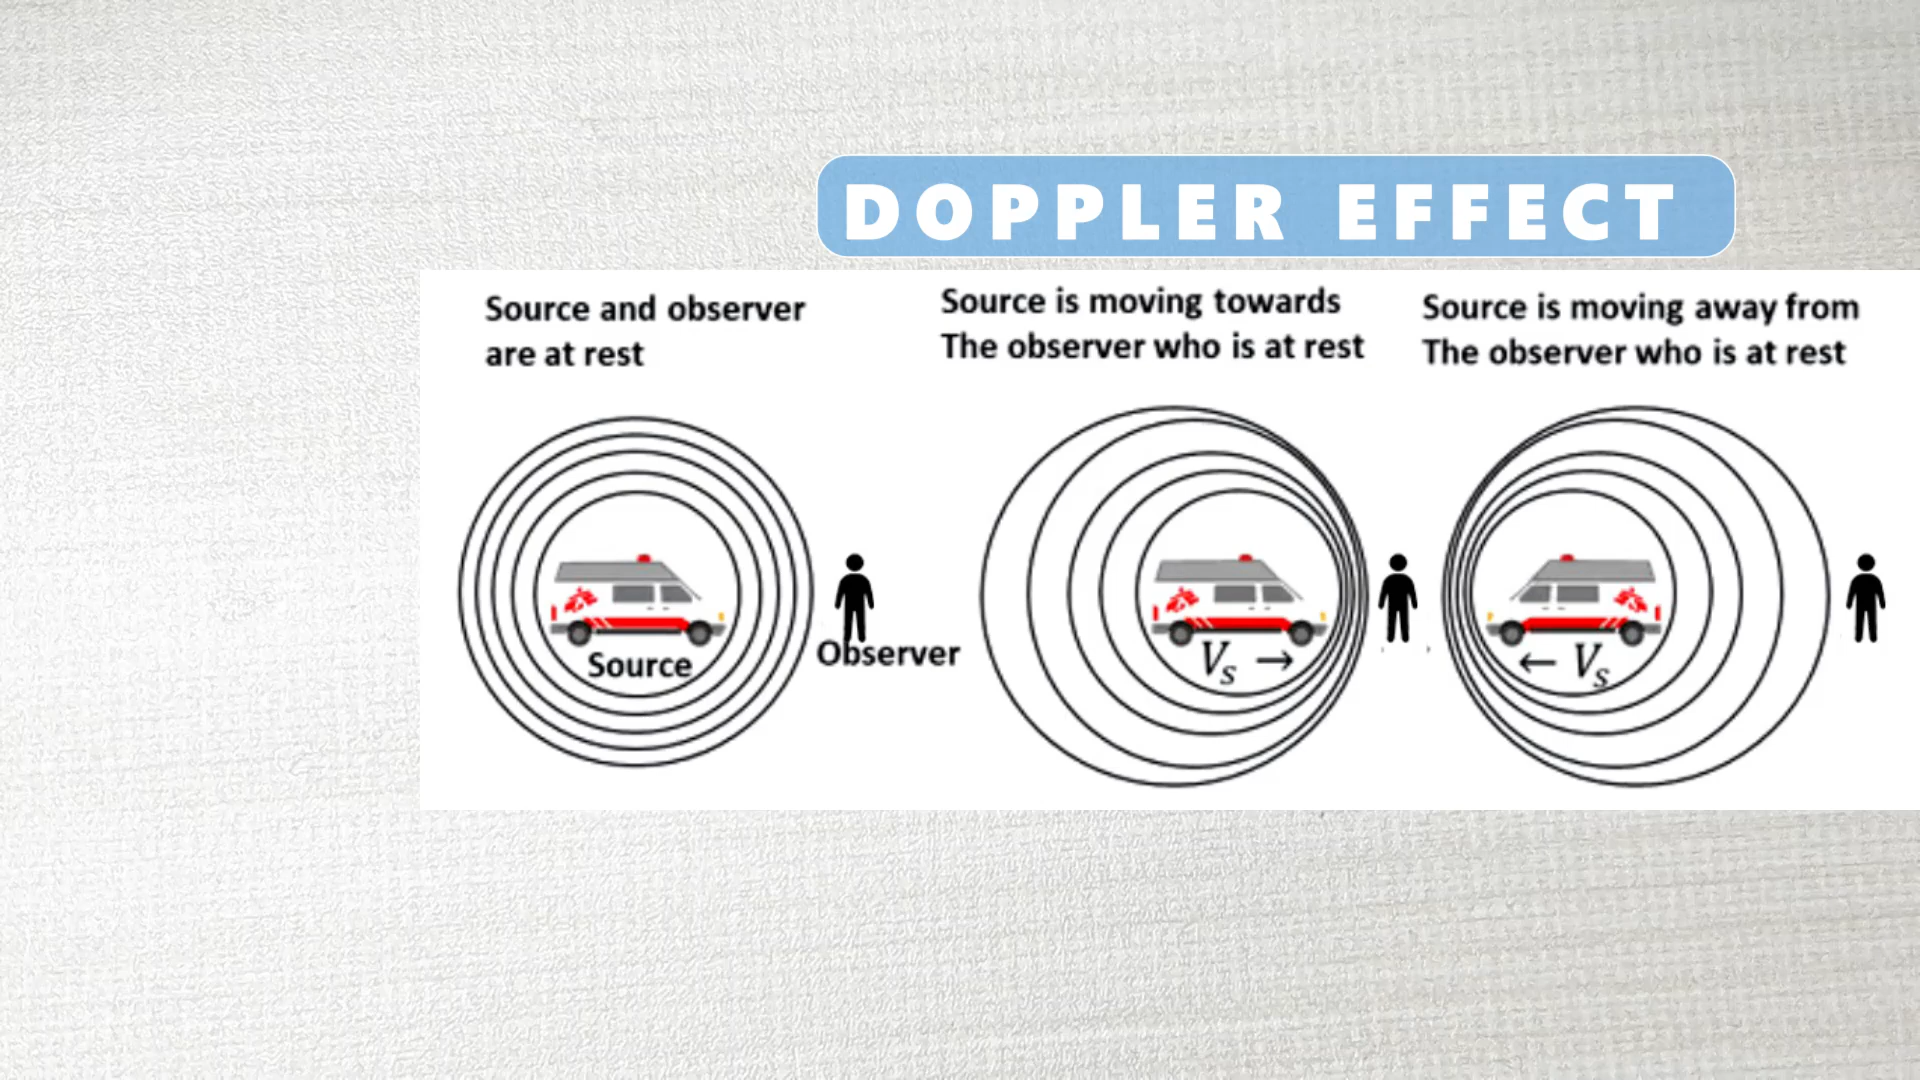 DOPPLER EFFECT
Source and observer
are at rest
Source is moving towards
The observer who is at rest
Source is moving away from
The observer who is at rest
Source
Observer
Vs →
← Vs